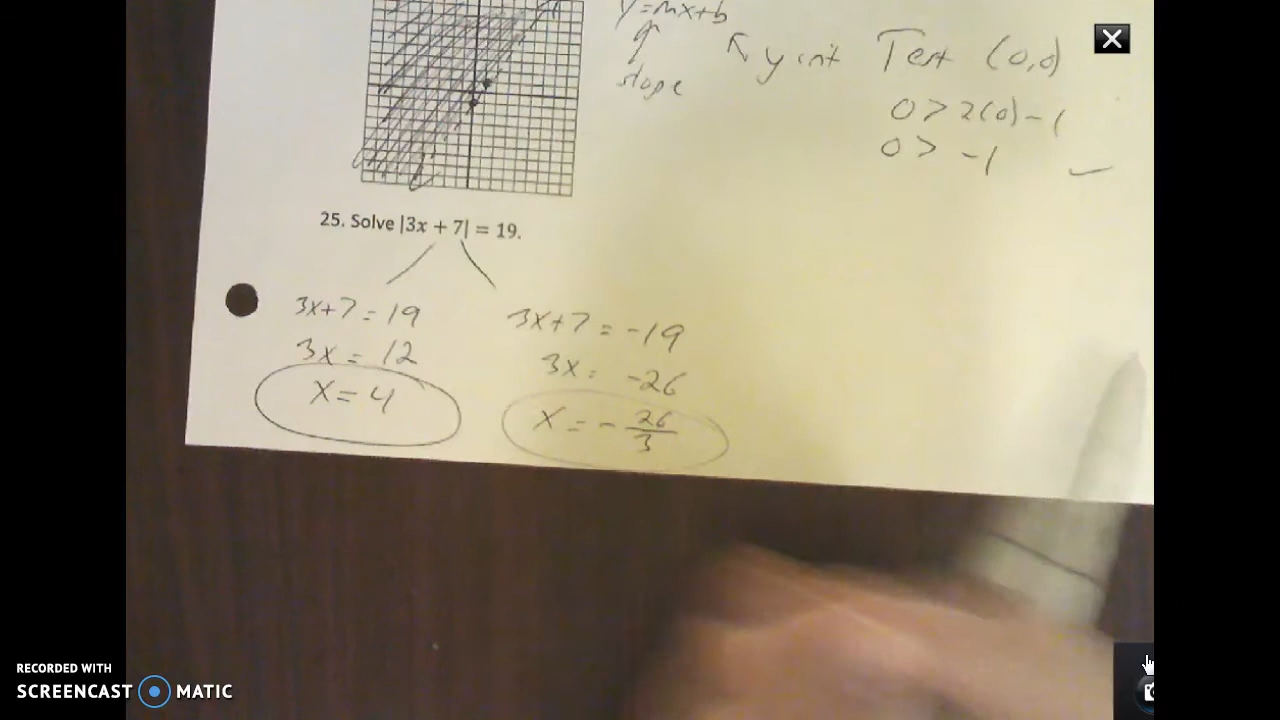 y=mx+b
y int
Test (0,0)
slope
0 > 2(0) - 1
0 > -1
25. Solve |3x + 7| = 19.
3x+7 = 19
3x+7 = -19
3x = 12
3x = -26
x = 4
x = - 26/3
RECORDED WITH
SCREENCAST MATIC